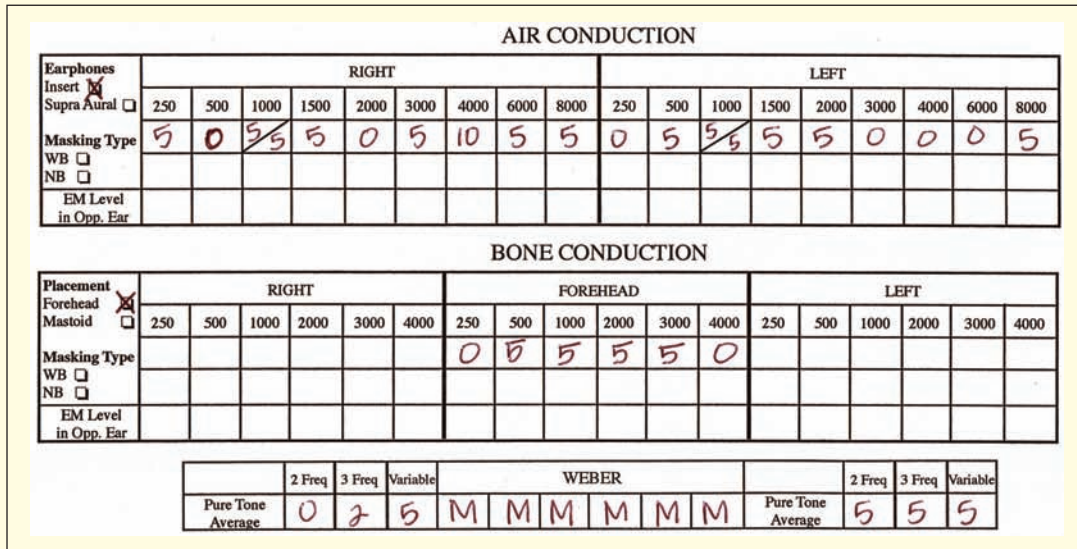 AIR CONDUCTION
Earphones RIGHT LEFT
Insert
Supra Aural 250 500 1000 1500 2000 3000 4000 6000 8000 250 500 1000 1500 2000 3000 4000 6000 8000
Masking Type 5 0 5/5 5 0 5 10 5 5 0 5 5/5 5 5 0 0 0 5
WB
NB
EM Level
in Opp. Ear
BONE CONDUCTION
Placement RIGHT FOREHEAD LEFT
Forehead
Mastoid 250 500 1000 2000 3000 4000 250 500 1000 2000 3000 4000 250 500 1000 2000 3000 4000
Masking Type 0 5 5 5 5 0
WB
NB
EM Level
in Opp. Ear
2 Freq 3 Freq Variable WEBER 2 Freq 3 Freq Variable
Pure Tone Average 0 2 5 M M M M M M Pure Tone Average 5 5 5